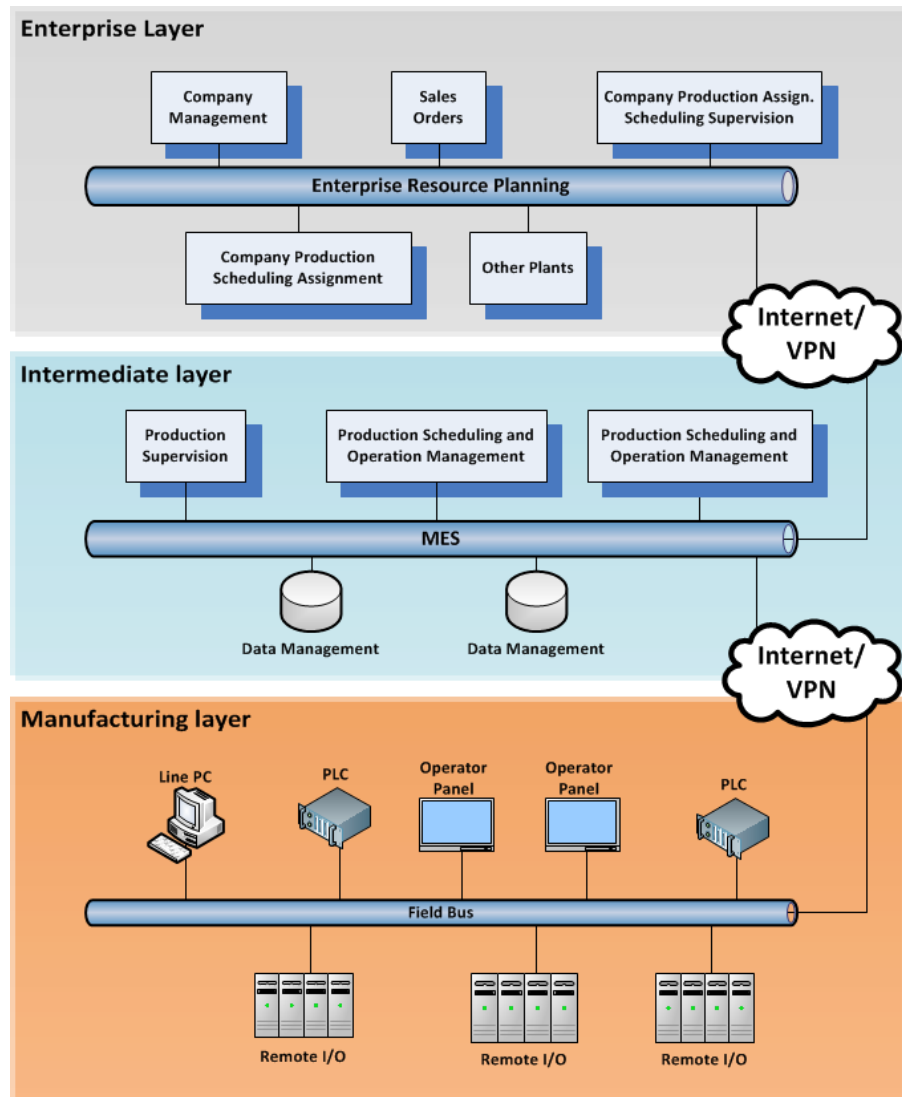 Enterprise Layer
Company
Management
Sales
Orders
Company Production Assign.
Scheduling Supervision
Enterprise Resource Planning
Company Production
Scheduling Assignment
Other Plants
Internet/
VPN
Intermediate layer
Production
Supervision
Production Scheduling and
Operation Management
Production Scheduling and
Operation Management
MES
Data Management
Data Management
Internet/
VPN
Manufacturing layer
Line PC
PLC
Operator
Panel
Operator
Panel
PLC
Field Bus
Remote I/O
Remote I/O
Remote I/O